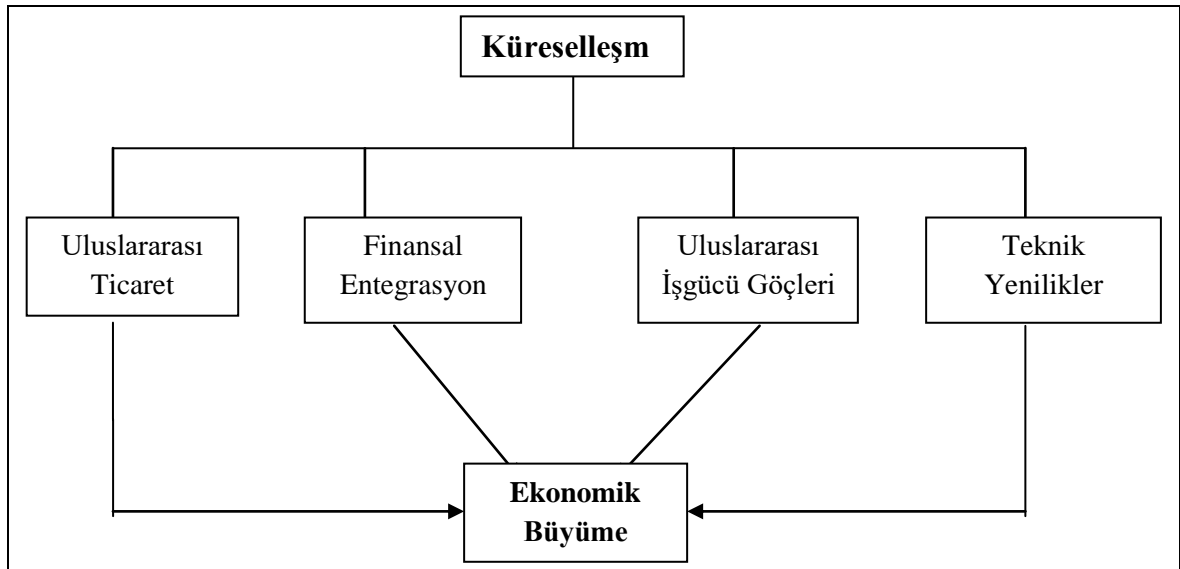 Küreselleşm
Uluslararası
Ticaret
Finansal
Entegrasyon
Uluslararası
İşgücü Göçleri
Teknik
Yenilikler
Ekonomik
Büyüme